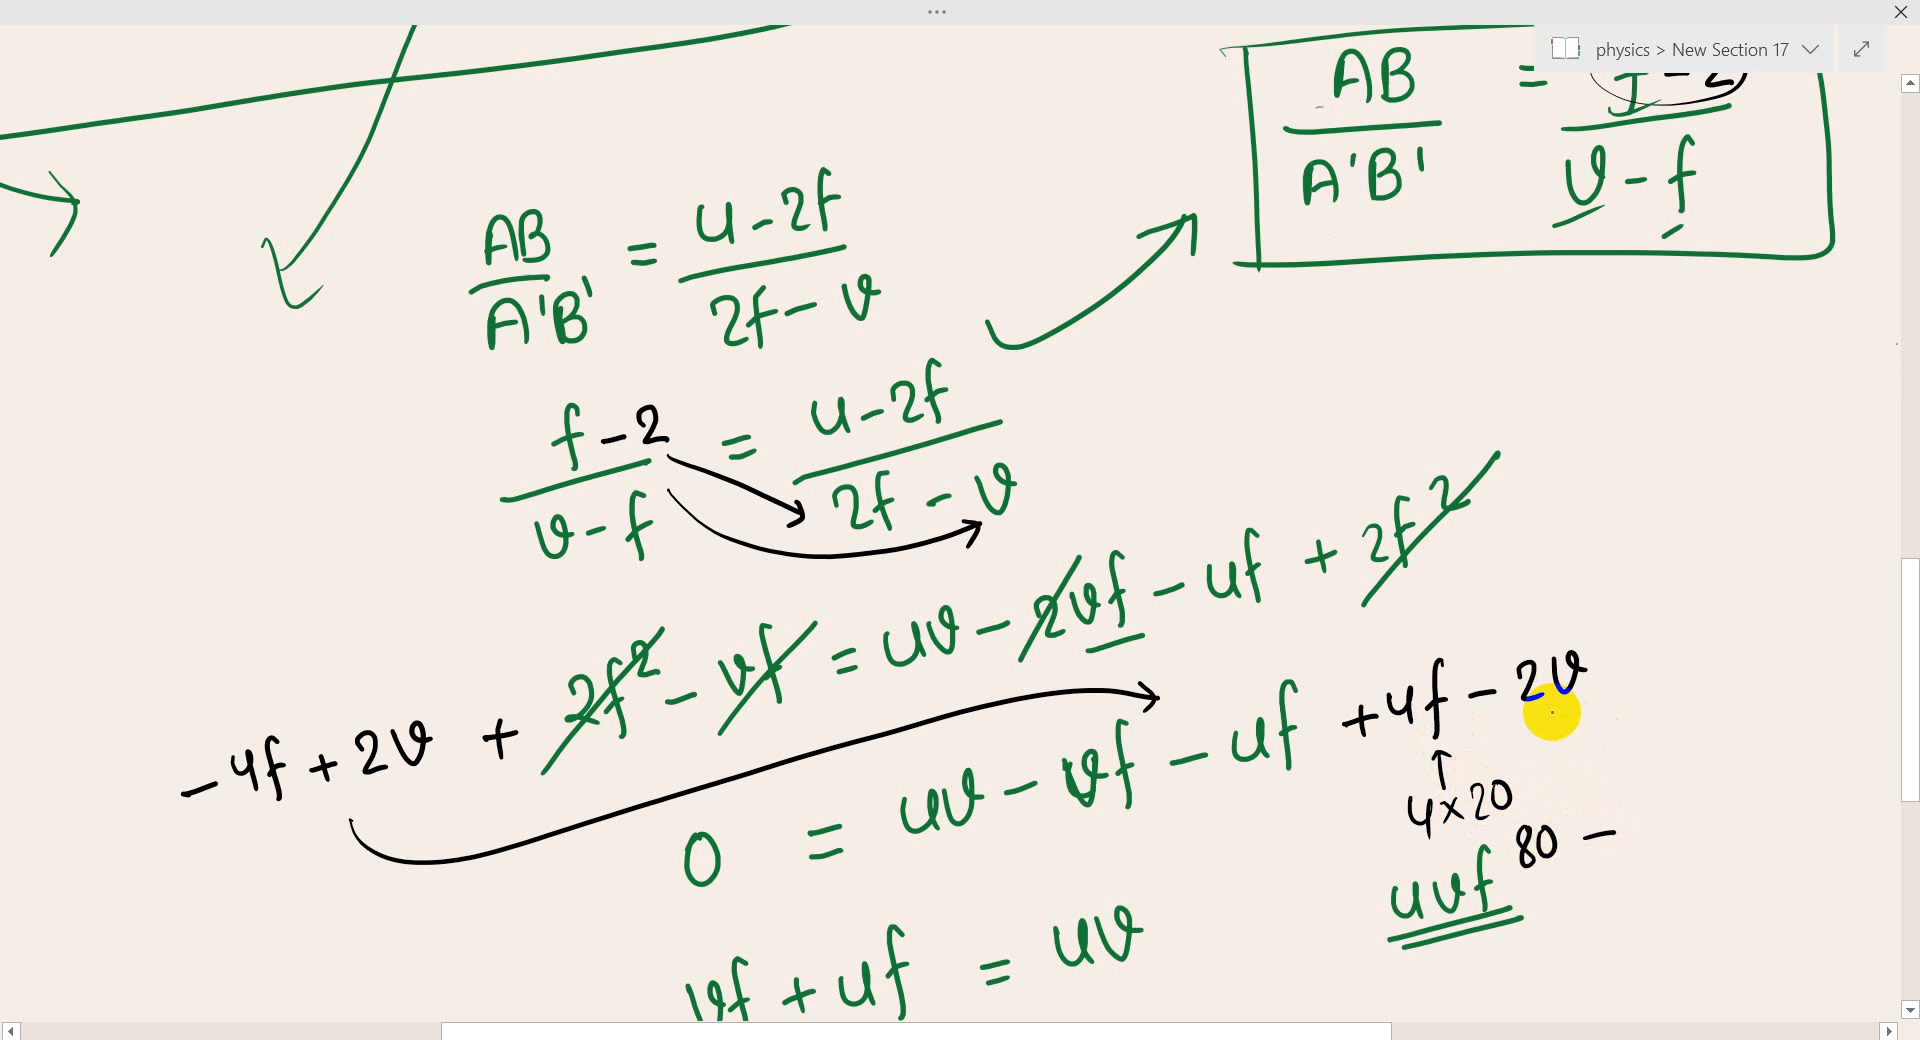 physics > New Section 17
AB / A'B' = f - 2 / v - f
AB / A'B' = u - 2f / 2f - v
f - 2 / v - f = u - 2f / 2f - v
- 4f + 2v + 2f² - vf = uv - 2vf - uf + 2f²
0 = uv - vf - uf + 4f - 2v
4 x 20
80 -
uvf
vf + uf = uv